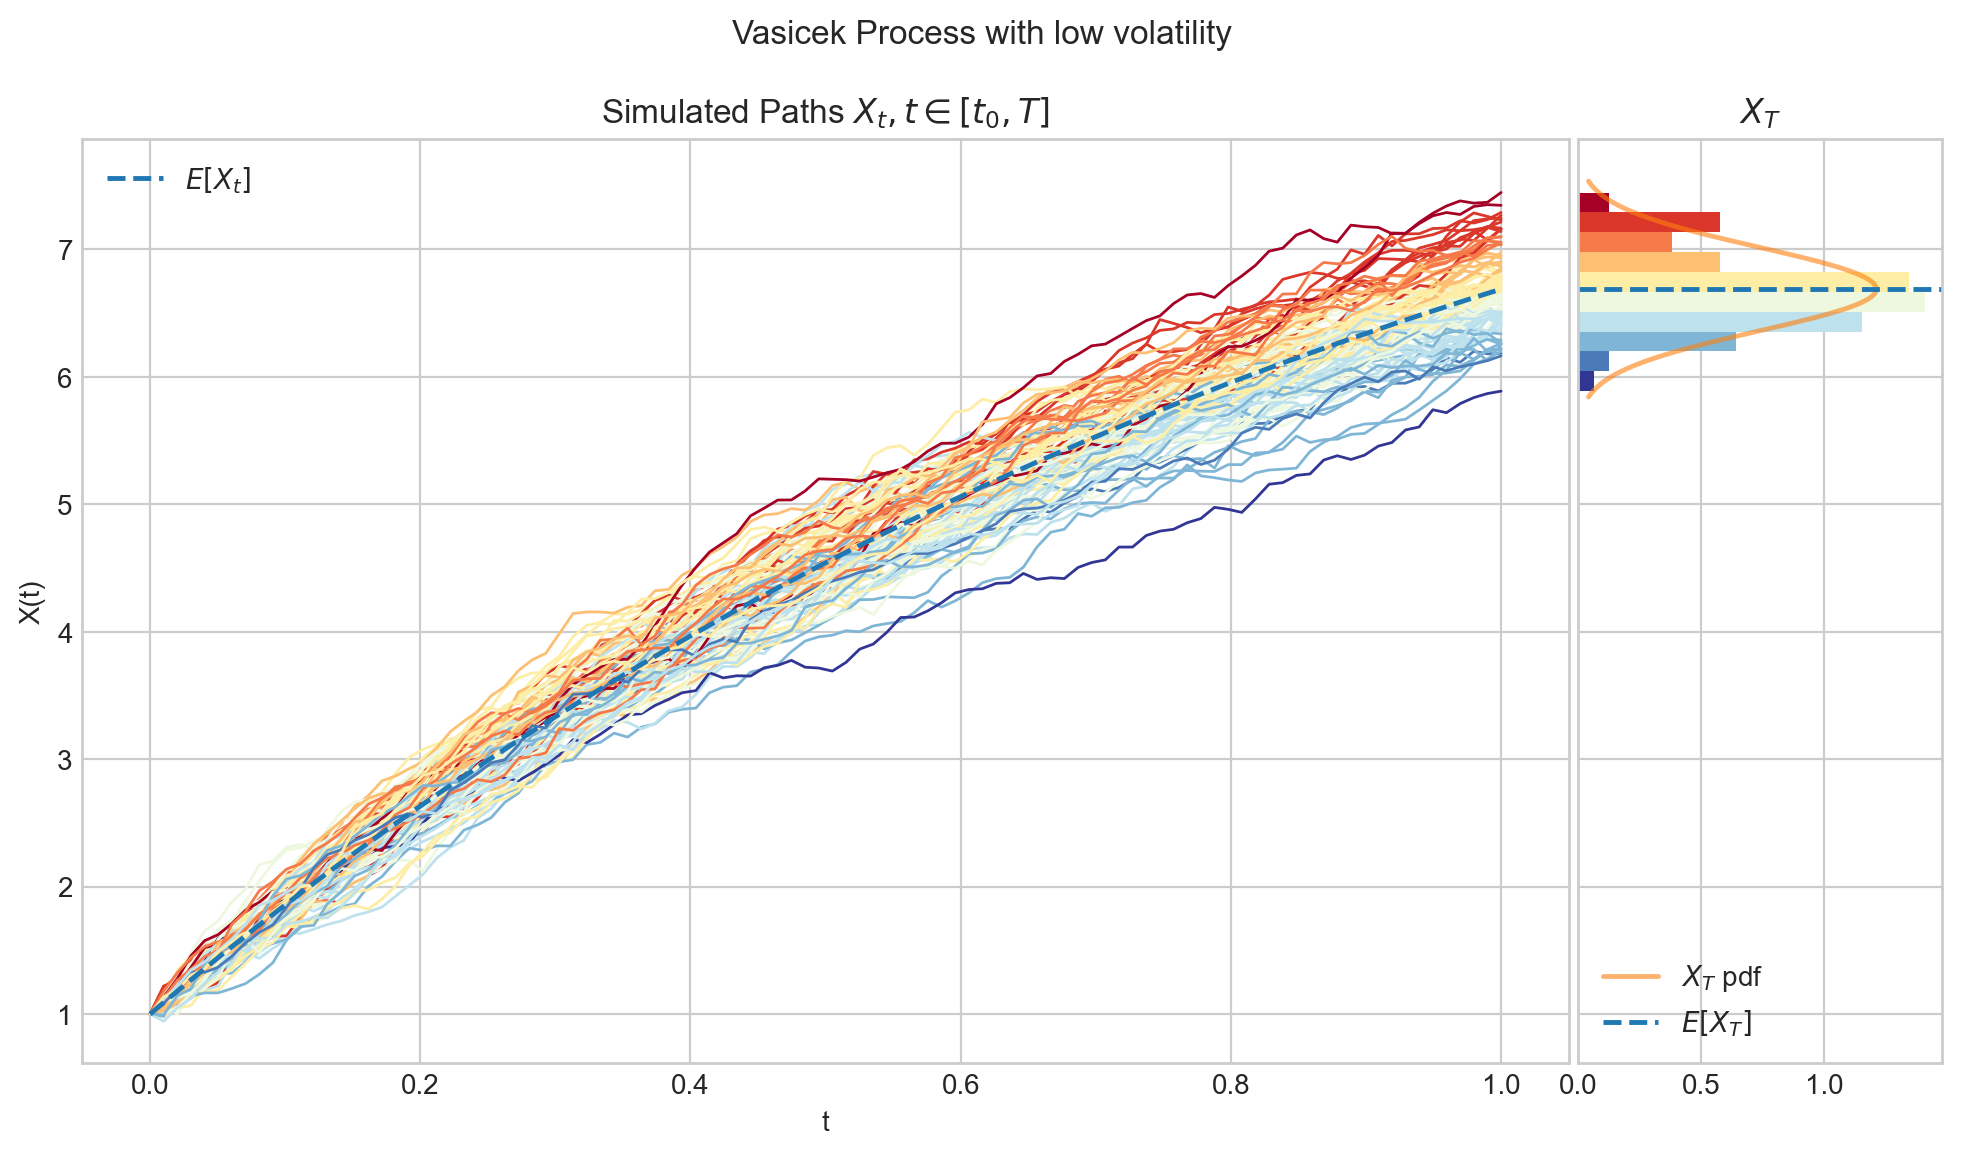 Vasicek Process with low volatility
Simulated Paths $X_t, t \in [t_0, T]$
$X_T$
$E[X_t]$
X(t)
7
6
5
4
3
2
1
0.0 0.2 0.4 0.6 0.8 1.0
t
$X_T$ pdf
$E[X_T]$
0.0 0.5 1.0